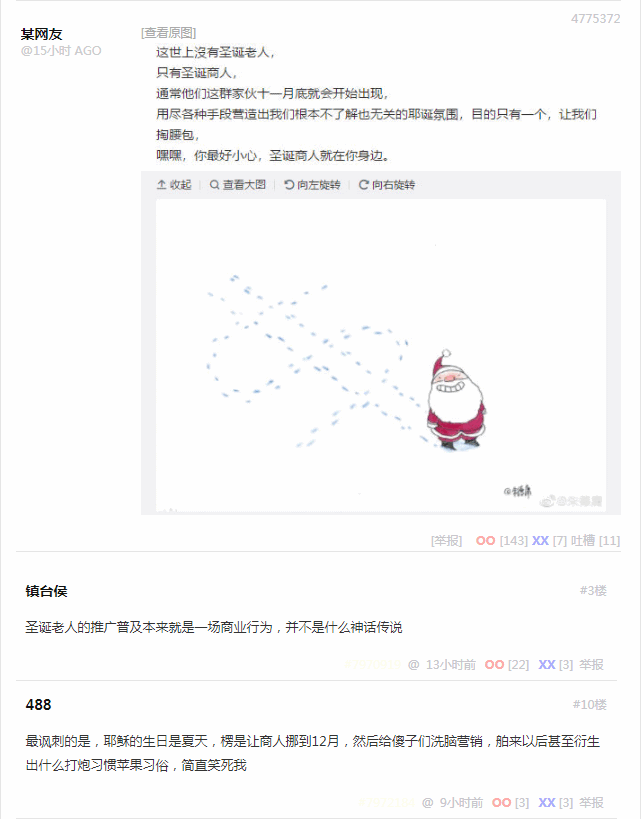 4775372
某网友
@15小时 AGO
[查看原图]
这世上沒有圣诞老人，
只有圣诞商人，
通常他们这群家伙十一月底就会开始出现，
用尽各种手段营造出我们根本不了解也无关的耶诞氛围，目的只有一个，让我们
掏腰包，
嘿嘿，你最好小心，圣诞商人就在你身边。
收起 查看大图 向左旋转 向右旋转
[举报] OO [143] XX [7] 吐槽 [11]
镇台侯 #3楼
圣诞老人的推广普及本来就是一场商业行为，并不是什么神话传说
@ 13小时前 OO [22] XX [3] 举报
488 #10楼
最讽刺的是，耶稣的生日是夏天，楞是让商人挪到12月，然后给傻子们洗脑营销，舶来以后甚至衍生
出什么打炮习惯苹果习俗，简直笑死我
@ 9小时前 OO [3] XX [3] 举报